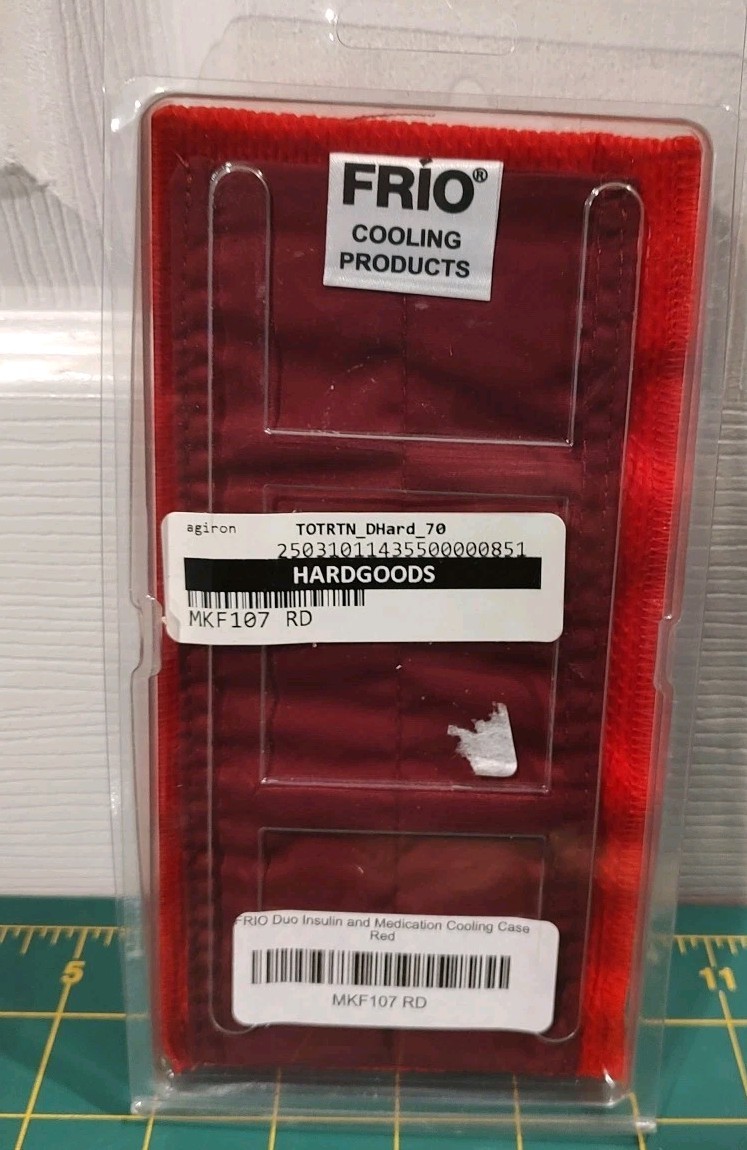 FRIO®
COOLING
PRODUCTS
agiron TOTRTN_DHard_70
25031011435500000851
HARDGOODS
MKF107 RD
FRIO Duo Insulin and Medication Cooling Case
Red
MKF107 RD
5
11